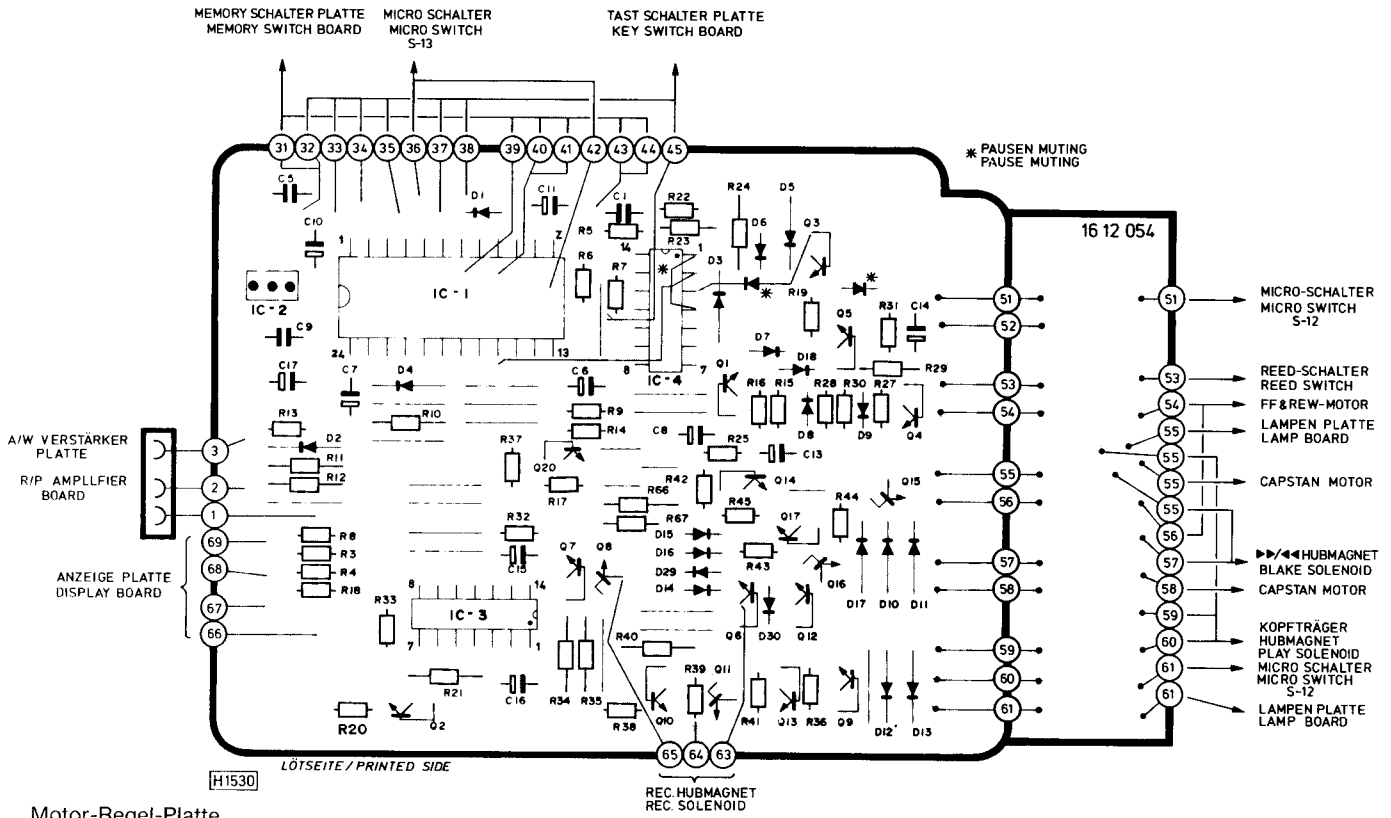 MEMORY SCHALTER PLATTE
MEMORY SWITCH BOARD
MICRO SCHALTER
MICRO SWITCH
S-13
TAST SCHALTER PLATTE
KEY SWITCH BOARD
31 32 33 34 35 36 37 38 39 40 41 42 43 44 45
* PAUSEN MUTING
PAUSE MUTING
C5 D1 C11 C1 R22 R24 D5
C10 R5 R23 D6 Q3
1 2 14 1
R6 R7 * D3
16 12 054
IC-1
IC-2
* * R19 Q5 R31 C14
51 51
MICRO-SCHALTER
MICRO SWITCH
S-12
52
C9 24 13 8 IC-4 7
D7 D18 R29
C17 C7 D4 C6 Q1
R16 R15 R28 R30 R27
53 53
REED-SCHALTER
REED SWITCH
54 54
FF&REW-MOTOR
R13 R10 R9 R14 C8 D8 D9 Q4
55
LAMPEN PLATTE
LAMP BOARD
A/W VERSTÄRKER
PLATTE
3
D2 R11 R12
R37 Q20 R25 C13
55
R/P AMPLLFIER
BOARD
2
1
R17 R42 Q14 Q15
55 55
CAPSTAN MOTOR
56
R66 R67 R45 R44
55
R32 D15 D16 D29 D14 Q17
56
69
R8
R3
R4
R18
C15 Q7 Q8 R43 Q16
57 57
▶▶/◀◀HUBMAGNET
BLAKE SOLENOID
ANZEIGE PLATTE
DISPLAY BOARD
68
67
66
8 14
IC-3
7 1
58 58
CAPSTAN MOTOR
R33 Q6 D30 Q12 D17 D10 D11
59
R40
59 60
KOPFTRÄGER
HUBMAGNET
PLAY SOLENOID
R21 C16 R34 R35 R39 Q11
60 61
MICRO SCHALTER
MICRO SWITCH
S-12
R20 Q2 R38 Q10 R41 Q13 R36 Q9 D12 D13
61 61
LAMPEN PLATTE
LAMP BOARD
65 64 63
LÖTSEITE / PRINTED SIDE
H1530
REC. HUBMAGNET
REC. SOLENOID
Motor-Regel-Platte